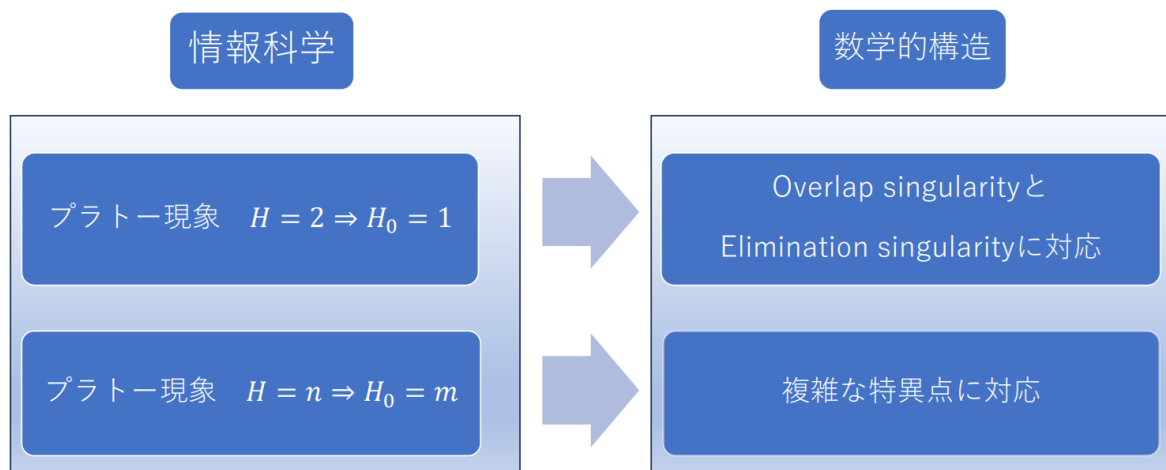 情報科学
数学的構造
プラトー現象 H = 2 ⇒ H₀ = 1
Overlap singularityと
Elimination singularityに対応
プラトー現象 H = n ⇒ H₀ = m
複雑な特異点に対応